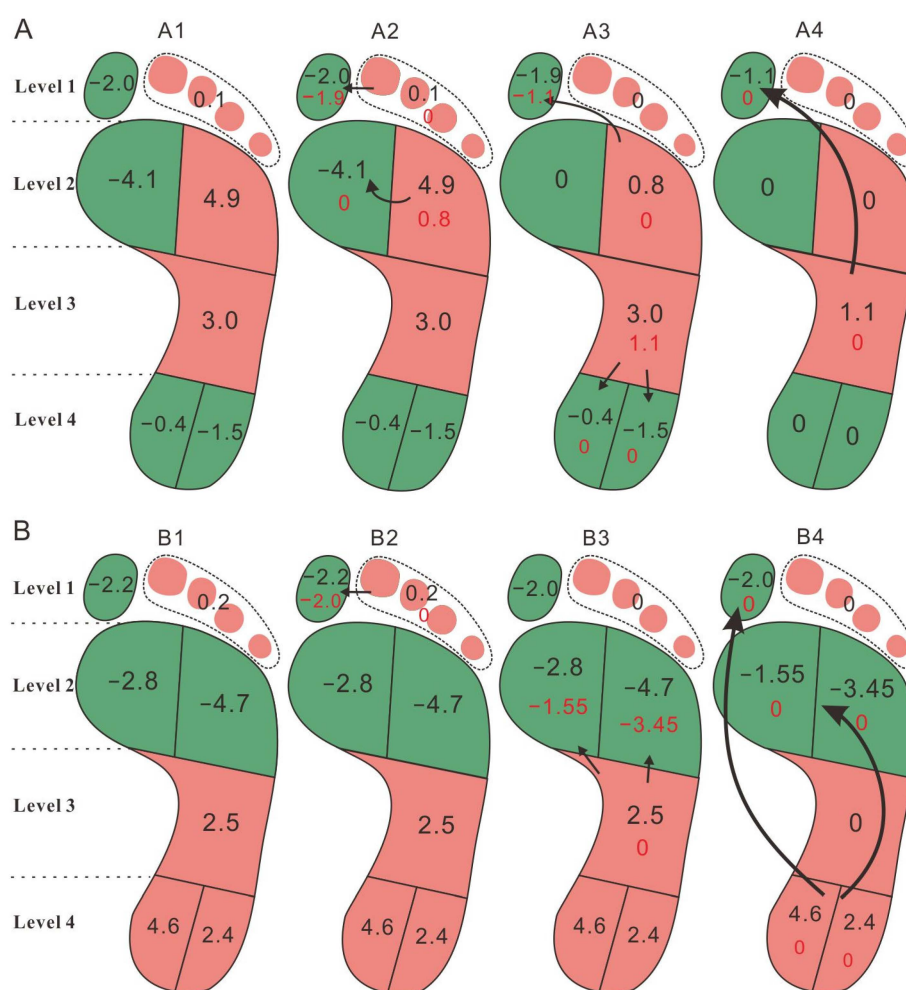 A
A1 A2 A3 A4
Level 1 −2.0 0.1 −2.0 −1.9 0.1 0 −1.9 −1.1 0 −1.1 0 0
Level 2 −4.1 4.9 −4.1 0 4.9 0.8 0 0.8 0 0 0
Level 3 3.0 3.0 3.0 1.1 1.1 0
Level 4 −0.4 −1.5 −0.4 −1.5 −0.4 0 −1.5 0 0 0
B
B1 B2 B3 B4
Level 1 −2.2 0.2 −2.2 −2.0 0.2 0 −2.0 0 −2.0 0 0
Level 2 −2.8 −4.7 −2.8 −4.7 −2.8 −1.55 −4.7 −3.45 −1.55 0 −3.45 0
Level 3 2.5 2.5 2.5 0 0
Level 4 4.6 2.4 4.6 2.4 4.6 2.4 4.6 0 2.4 0